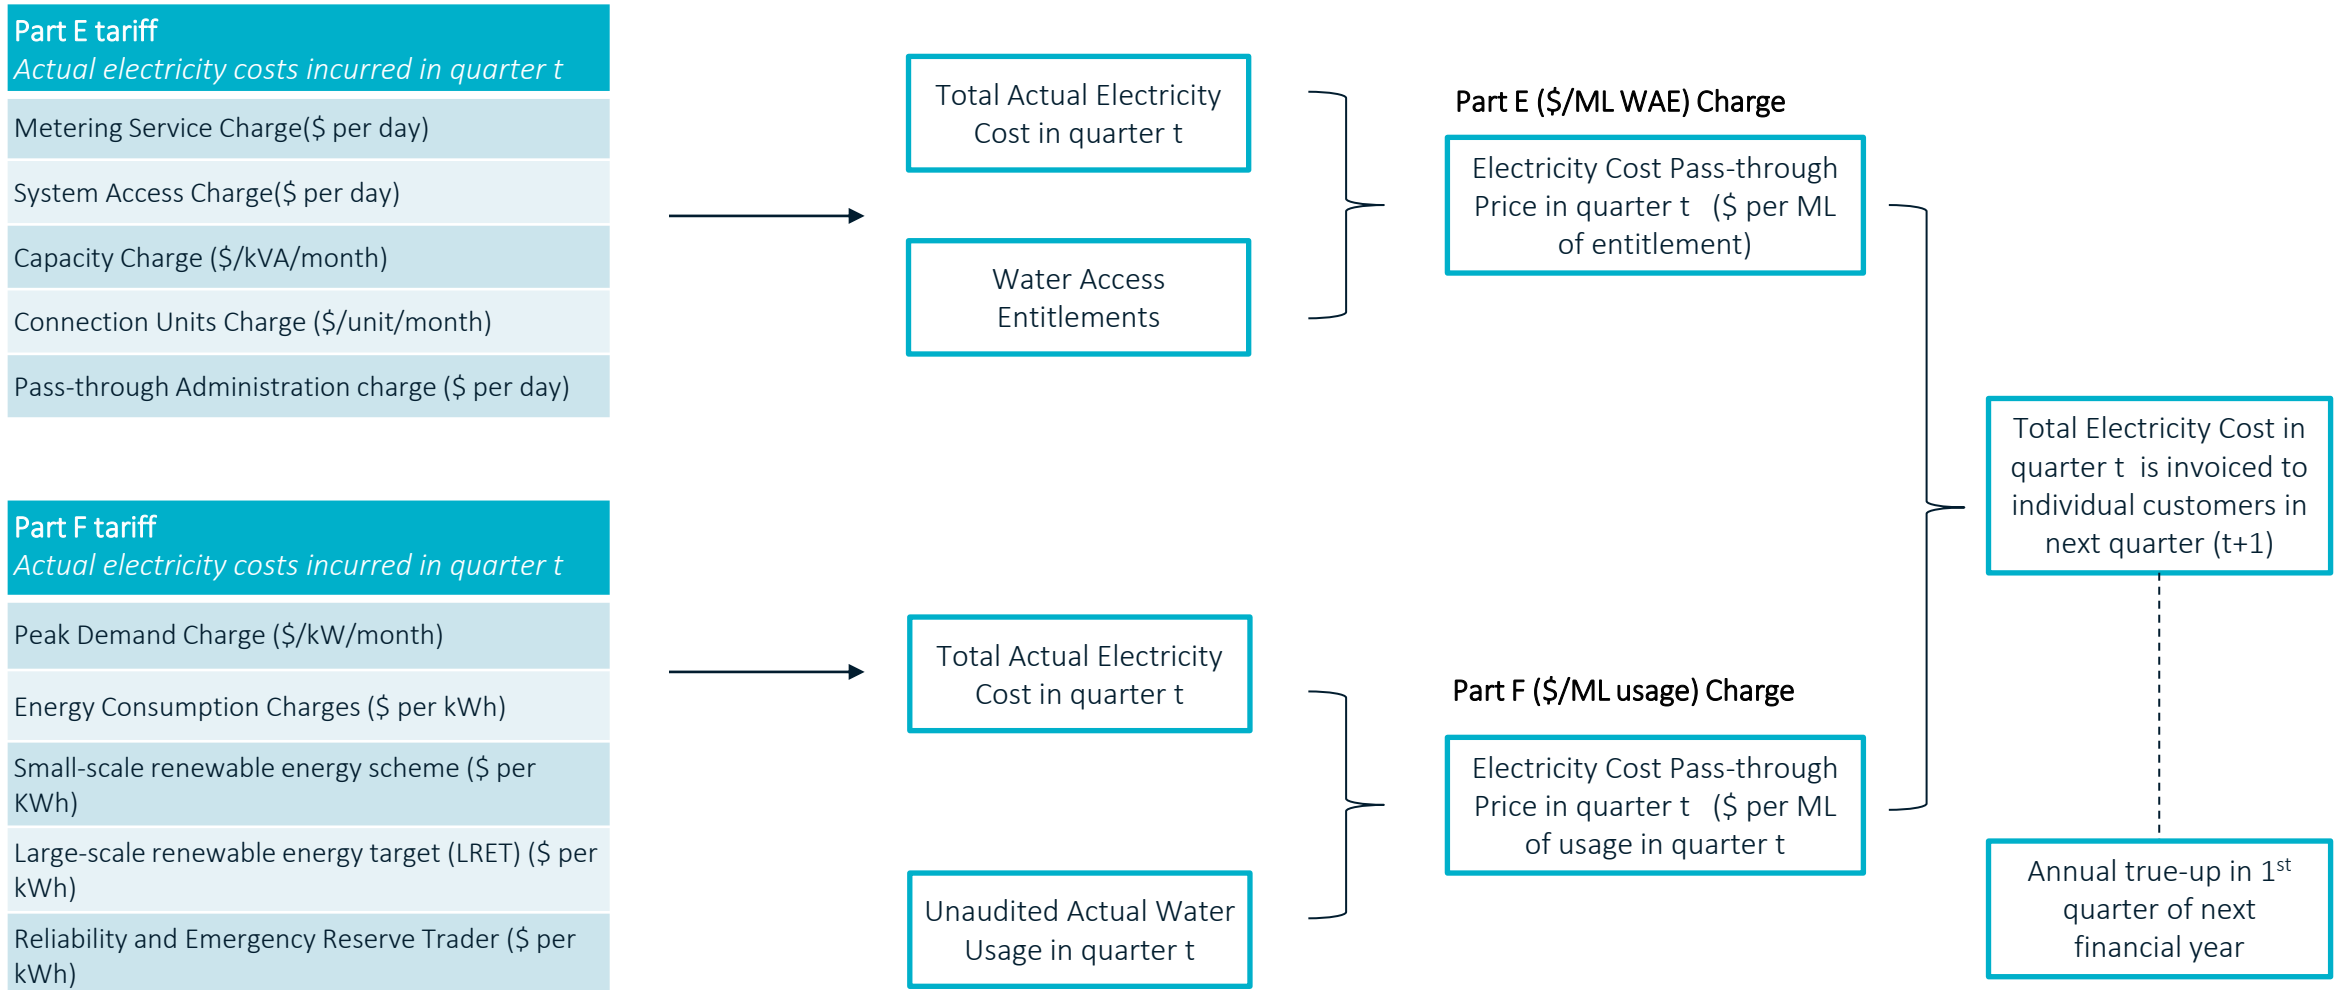 Part E tariff
Actual electricity costs incurred in quarter t
Metering Service Charge($ per day)
System Access Charge($ per day)
Capacity Charge ($/kVA/month)
Connection Units Charge ($/unit/month)
Pass-through Administration charge ($ per day)
Total Actual Electricity
Cost in quarter t
Water Access
Entitlements
Part E ($/ML WAE) Charge
Electricity Cost Pass-through
Price in quarter t   ($ per ML
of entitlement)
Part F tariff
Actual electricity costs incurred in quarter t
Peak Demand Charge ($/kW/month)
Energy Consumption Charges ($ per kWh)
Small-scale renewable energy scheme ($ per
KWh)
Large-scale renewable energy target (LRET) ($ per
kWh)
Reliability and Emergency Reserve Trader ($ per
kWh)
Total Actual Electricity
Cost in quarter t
Unaudited Actual Water
Usage in quarter t
Part F ($/ML usage) Charge
Electricity Cost Pass-through
Price in quarter t   ($ per ML
of usage in quarter t
Total Electricity Cost in
quarter t  is invoiced to
individual customers in
next quarter (t+1)
Annual true-up in 1st
quarter of next
financial year